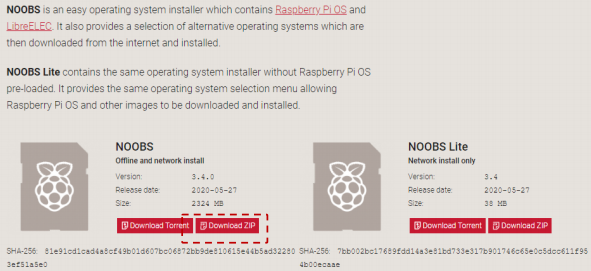 NOOBS is an easy operating system installer which contains Raspberry Pi OS and
LibreELEC. It also provides a selection of alternative operating systems which are
then downloaded from the internet and installed.
NOOBS Lite contains the same operating system installer without Raspberry Pi OS
pre-loaded. It provides the same operating system selection menu allowing
Raspberry Pi OS and other images to be downloaded and installed.
NOOBS
Offline and network install
Version: 3.4.0
Release date: 2020-05-27
Size: 2324 MB
Download Torrent Download ZIP
SHA-256: 81e91cd1cad4a8cf49b01d607bc06872bb9de810615e44b5ad32280
3ef51a5e0
NOOBS Lite
Network install only
Version: 3.4
Release date: 2020-05-27
Size: 38 MB
Download Torrent Download ZIP
SHA-256: 7bb002bc17689fdd14a3e81bd733e317b901746c65e0c5dcc611f95
4b00ecaae